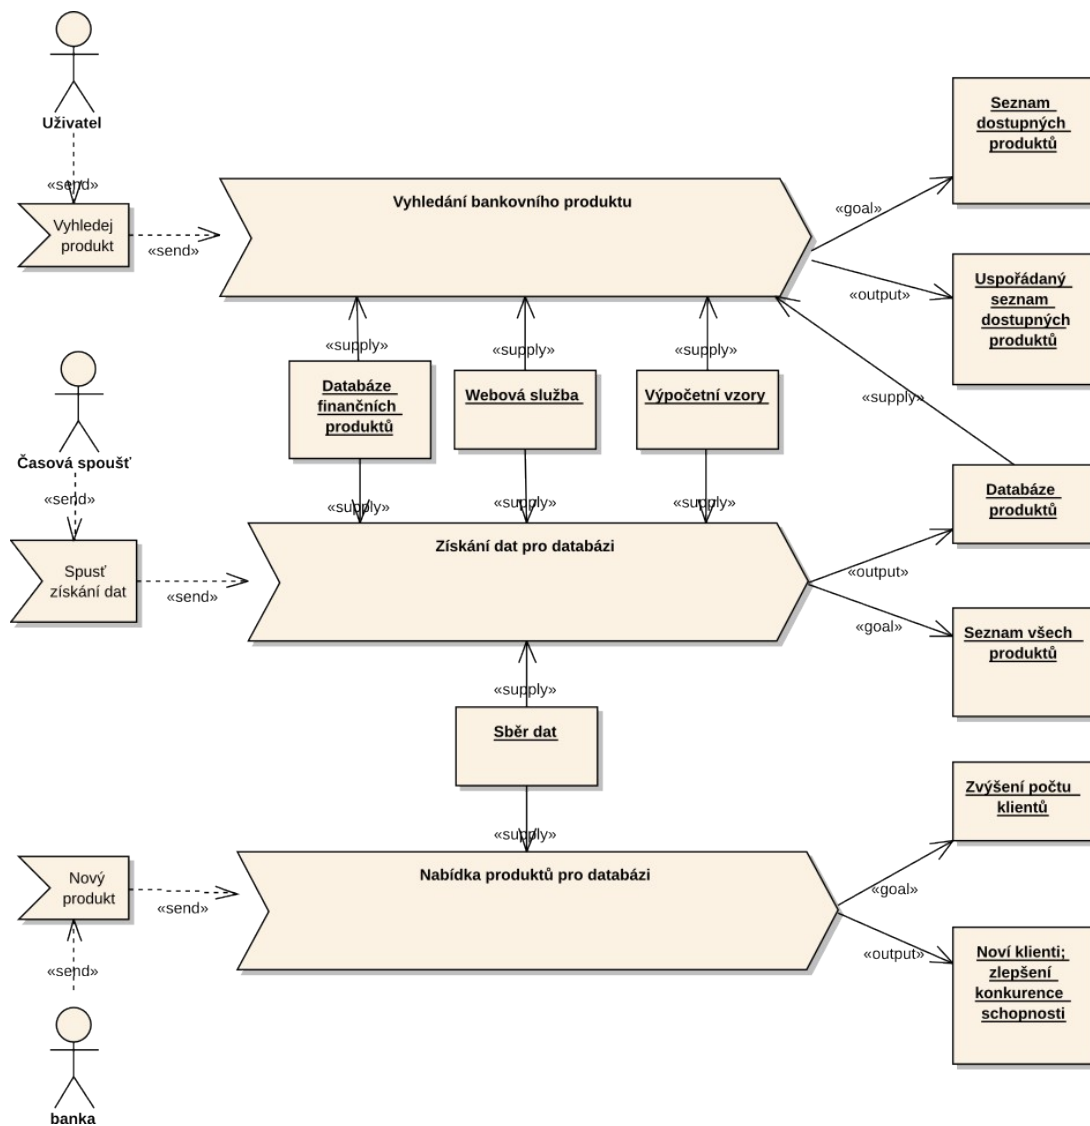 Uživatel
«send»
Vyhledej
produkt
«send»
Vyhledání bankovního produktu
«goal»
Seznam
dostupných
produktů
«output»
Uspořádaný
seznam
dostupných
produktů
«supply»
«supply»
«supply»
«supply»
Databáze
finančních
produktů
Webová služba
Výpočetní vzory
Časová spoušť
«send»
«supply»
«supply»
«supply»
Databáze
produktů
Spusť
získání dat
«send»
Získání dat pro databázi
«output»
«goal»
Seznam všech
produktů
«supply»
Sběr dat
«supply»
Zvýšení počtu
klientů
Nový
produkt
«send»
Nabídka produktů pro databázi
«goal»
«output»
Noví klienti;
zlepšení
konkurence
schopnosti
«send»
banka